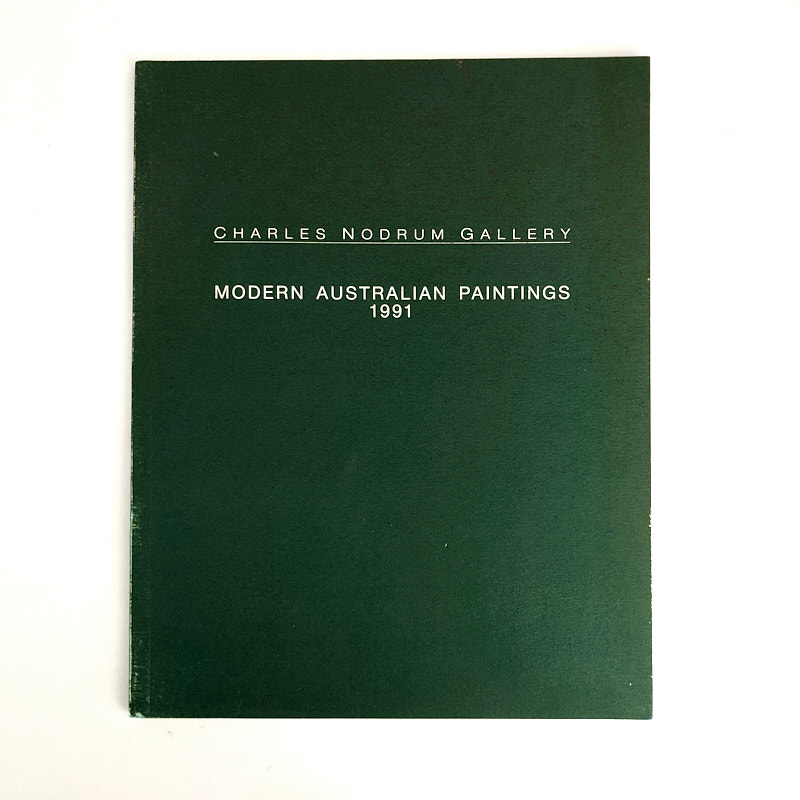 CHARLES NODRUM GALLERY
MODERN AUSTRALIAN PAINTINGS
1991